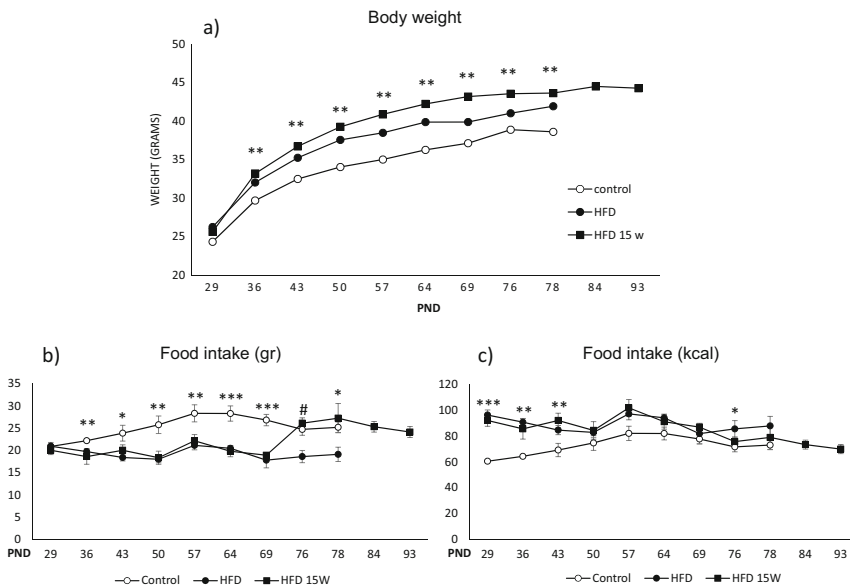 Body weight
a)
50
45
40
35
30
25
20
WEIGHT (GRAMS)
** ** ** ** ** ** ** ** **
control
HFD
HFD 15 w
29 36 43 50 57 64 69 76 78 84 93
PND
b) Food intake (gr)
35
30
25
20
15
10
5
0
** * ** ** *** *** # *
PND 29 36 43 50 57 64 69 76 78 84 93
Control HFD HFD 15W
c) Food intake (kcal)
120
100
80
60
40
20
0
*** ** ** *
PND 29 36 43 50 57 64 69 76 78 84 93
Control HFD HFD 15W